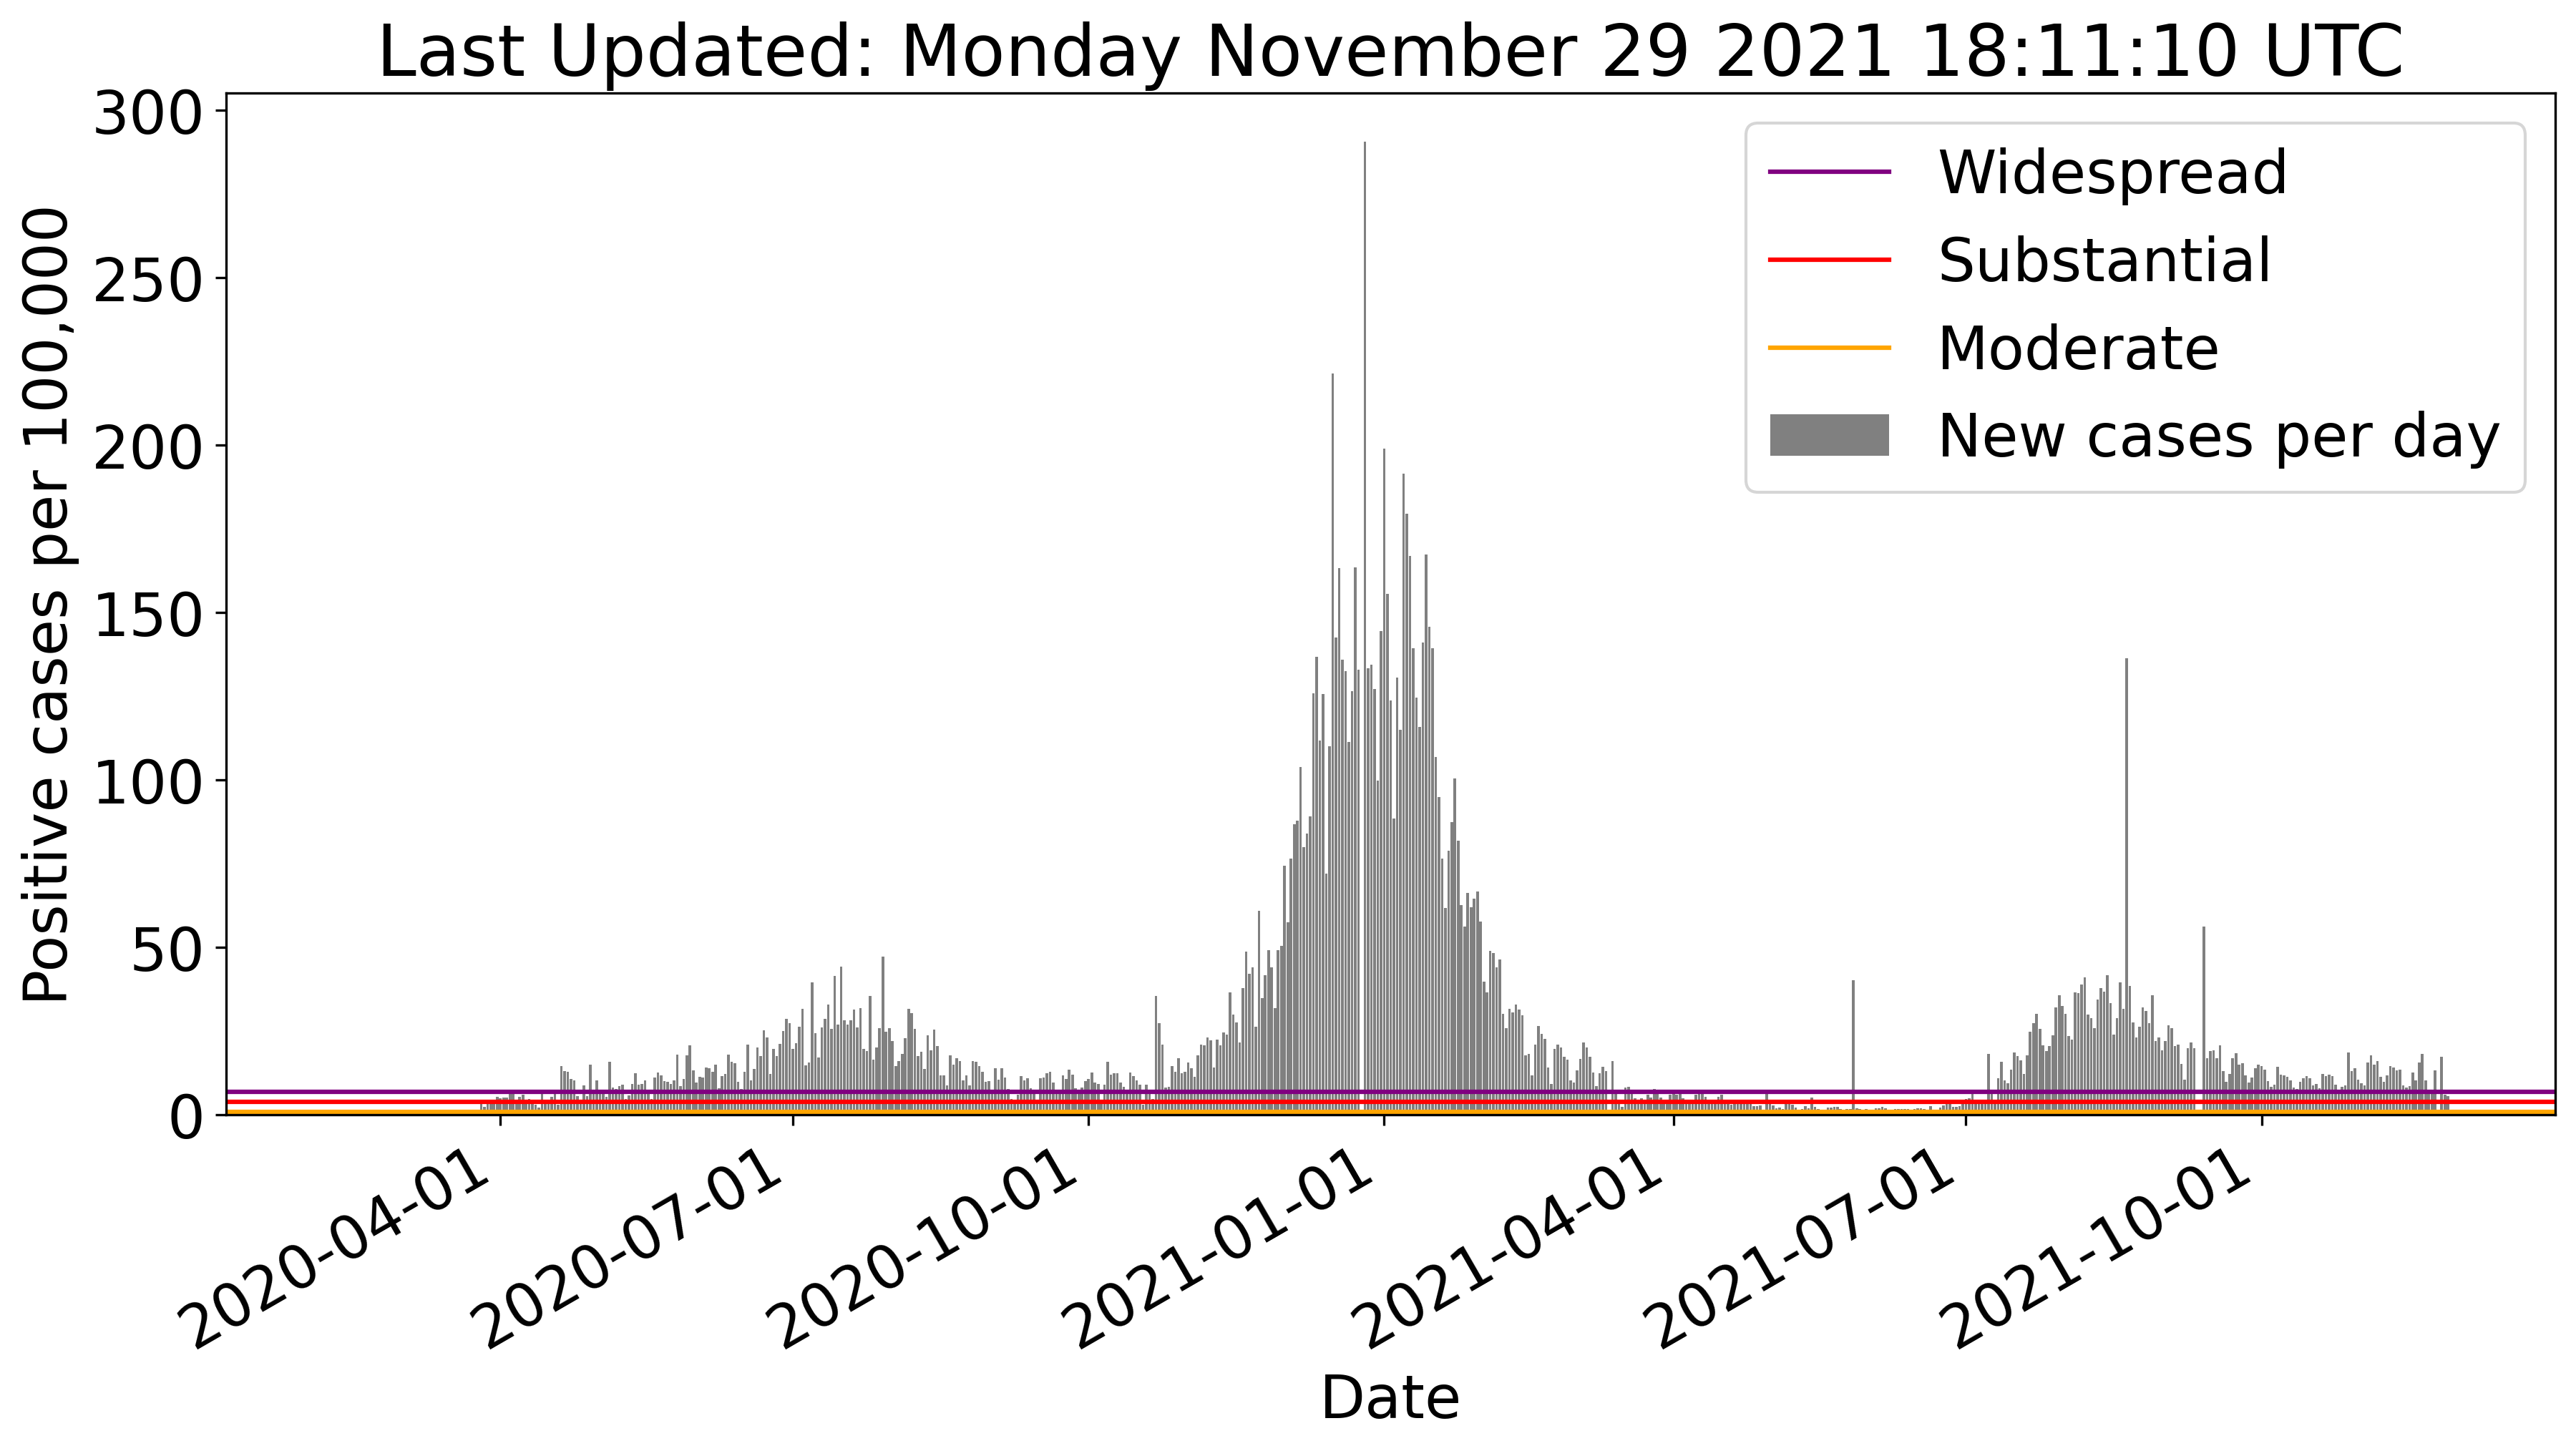 Last Updated: Monday November 29 2021 18:11:10 UTC
Positive cases per 100,000
300
250
200
150
100
50
0
Widespread
Substantial
Moderate
New cases per day
2020-04-01
2020-07-01
2020-10-01
2021-01-01
2021-04-01
2021-07-01
2021-10-01
Date